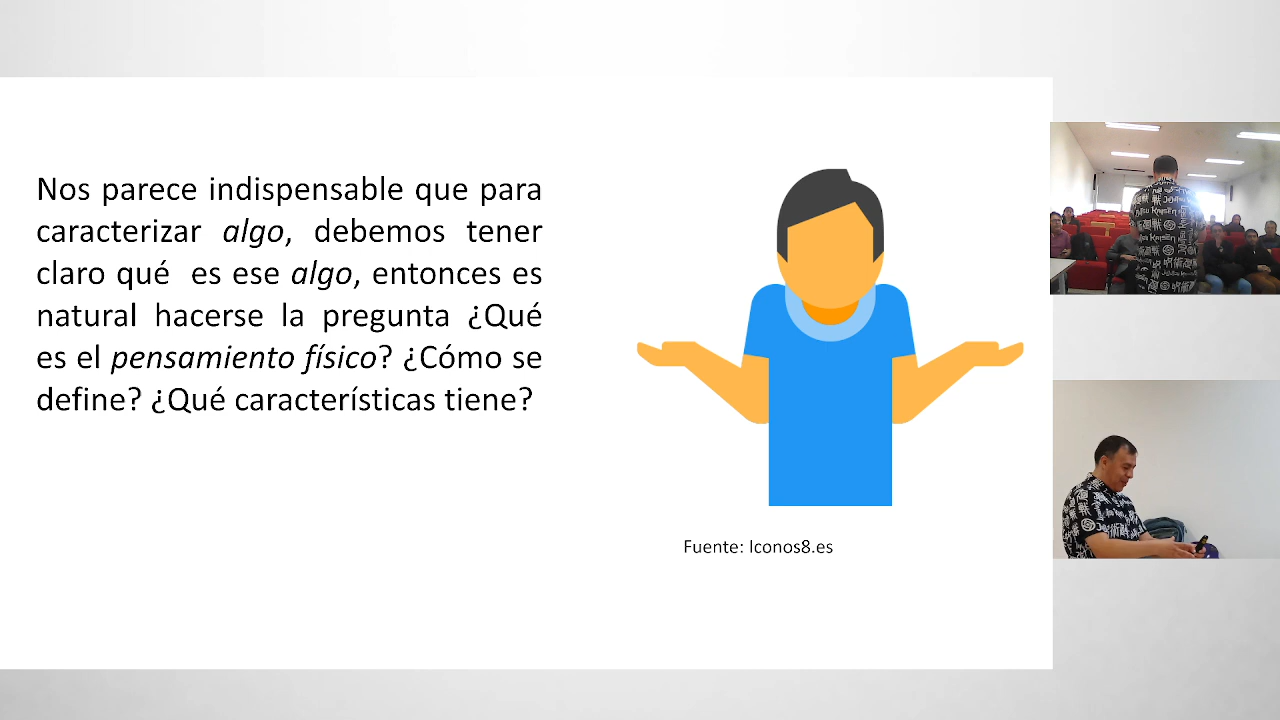 Nos parece indispensable que para
caracterizar algo, debemos tener
claro qué es ese algo, entonces es
natural hacerse la pregunta ¿Qué
es el pensamiento físico? ¿Cómo se
define? ¿Qué características tiene?
Fuente: Iconos8.es